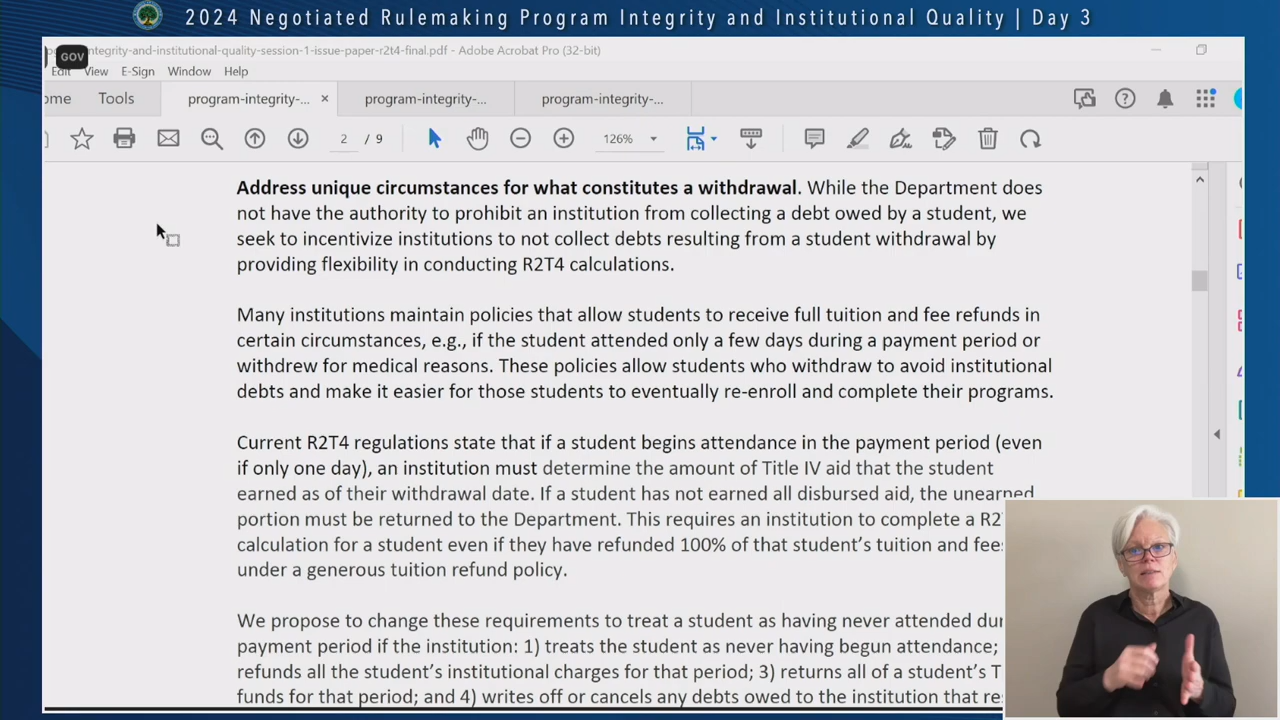 2024 Negotiated Rulemaking Program Integrity and Institutional Quality | Day 3
GOV
integrity-and-institutional-quality-session-1-issue-paper-r2t4-final.pdf - Adobe Acrobat Pro (32-bit)
Edit View E-Sign Window Help
ome Tools program-integrity-... × program-integrity-... program-integrity-...
2 / 9 126%
Address unique circumstances for what constitutes a withdrawal. While the Department does
not have the authority to prohibit an institution from collecting a debt owed by a student, we
seek to incentivize institutions to not collect debts resulting from a student withdrawal by
providing flexibility in conducting R2T4 calculations.
Many institutions maintain policies that allow students to receive full tuition and fee refunds in
certain circumstances, e.g., if the student attended only a few days during a payment period or
withdrew for medical reasons. These policies allow students who withdraw to avoid institutional
debts and make it easier for those students to eventually re-enroll and complete their programs.
Current R2T4 regulations state that if a student begins attendance in the payment period (even
if only one day), an institution must determine the amount of Title IV aid that the student
earned as of their withdrawal date. If a student has not earned all disbursed aid, the unearned
portion must be returned to the Department. This requires an institution to complete a R2
calculation for a student even if they have refunded 100% of that student's tuition and fee
under a generous tuition refund policy.
We propose to change these requirements to treat a student as having never attended du
payment period if the institution: 1) treats the student as never having begun attendance;
refunds all the student's institutional charges for that period; 3) returns all of a student's T
funds for that period; and 4) writes off or cancels any debts owed to the institution that re